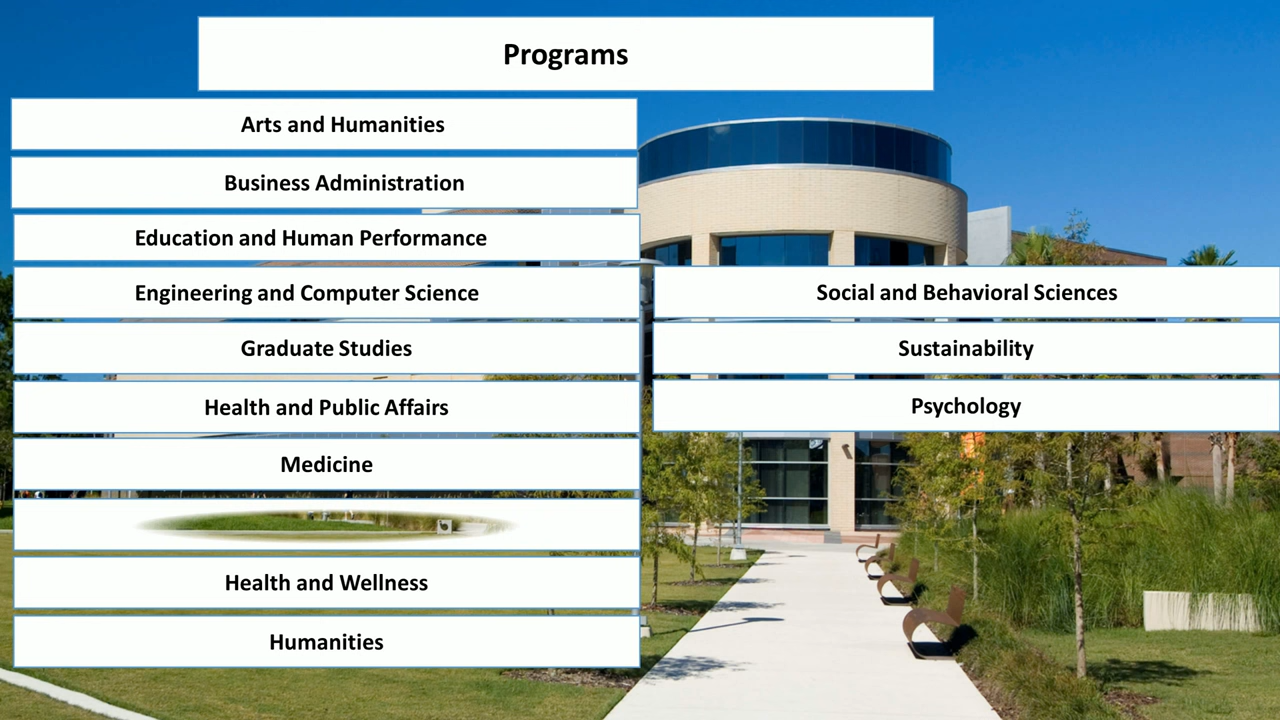 Programs
Arts and Humanities
Business Administration
Education and Human Performance
Engineering and Computer Science
Graduate Studies
Health and Public Affairs
Medicine
Health and Wellness
Humanities
Social and Behavioral Sciences
Sustainability
Psychology